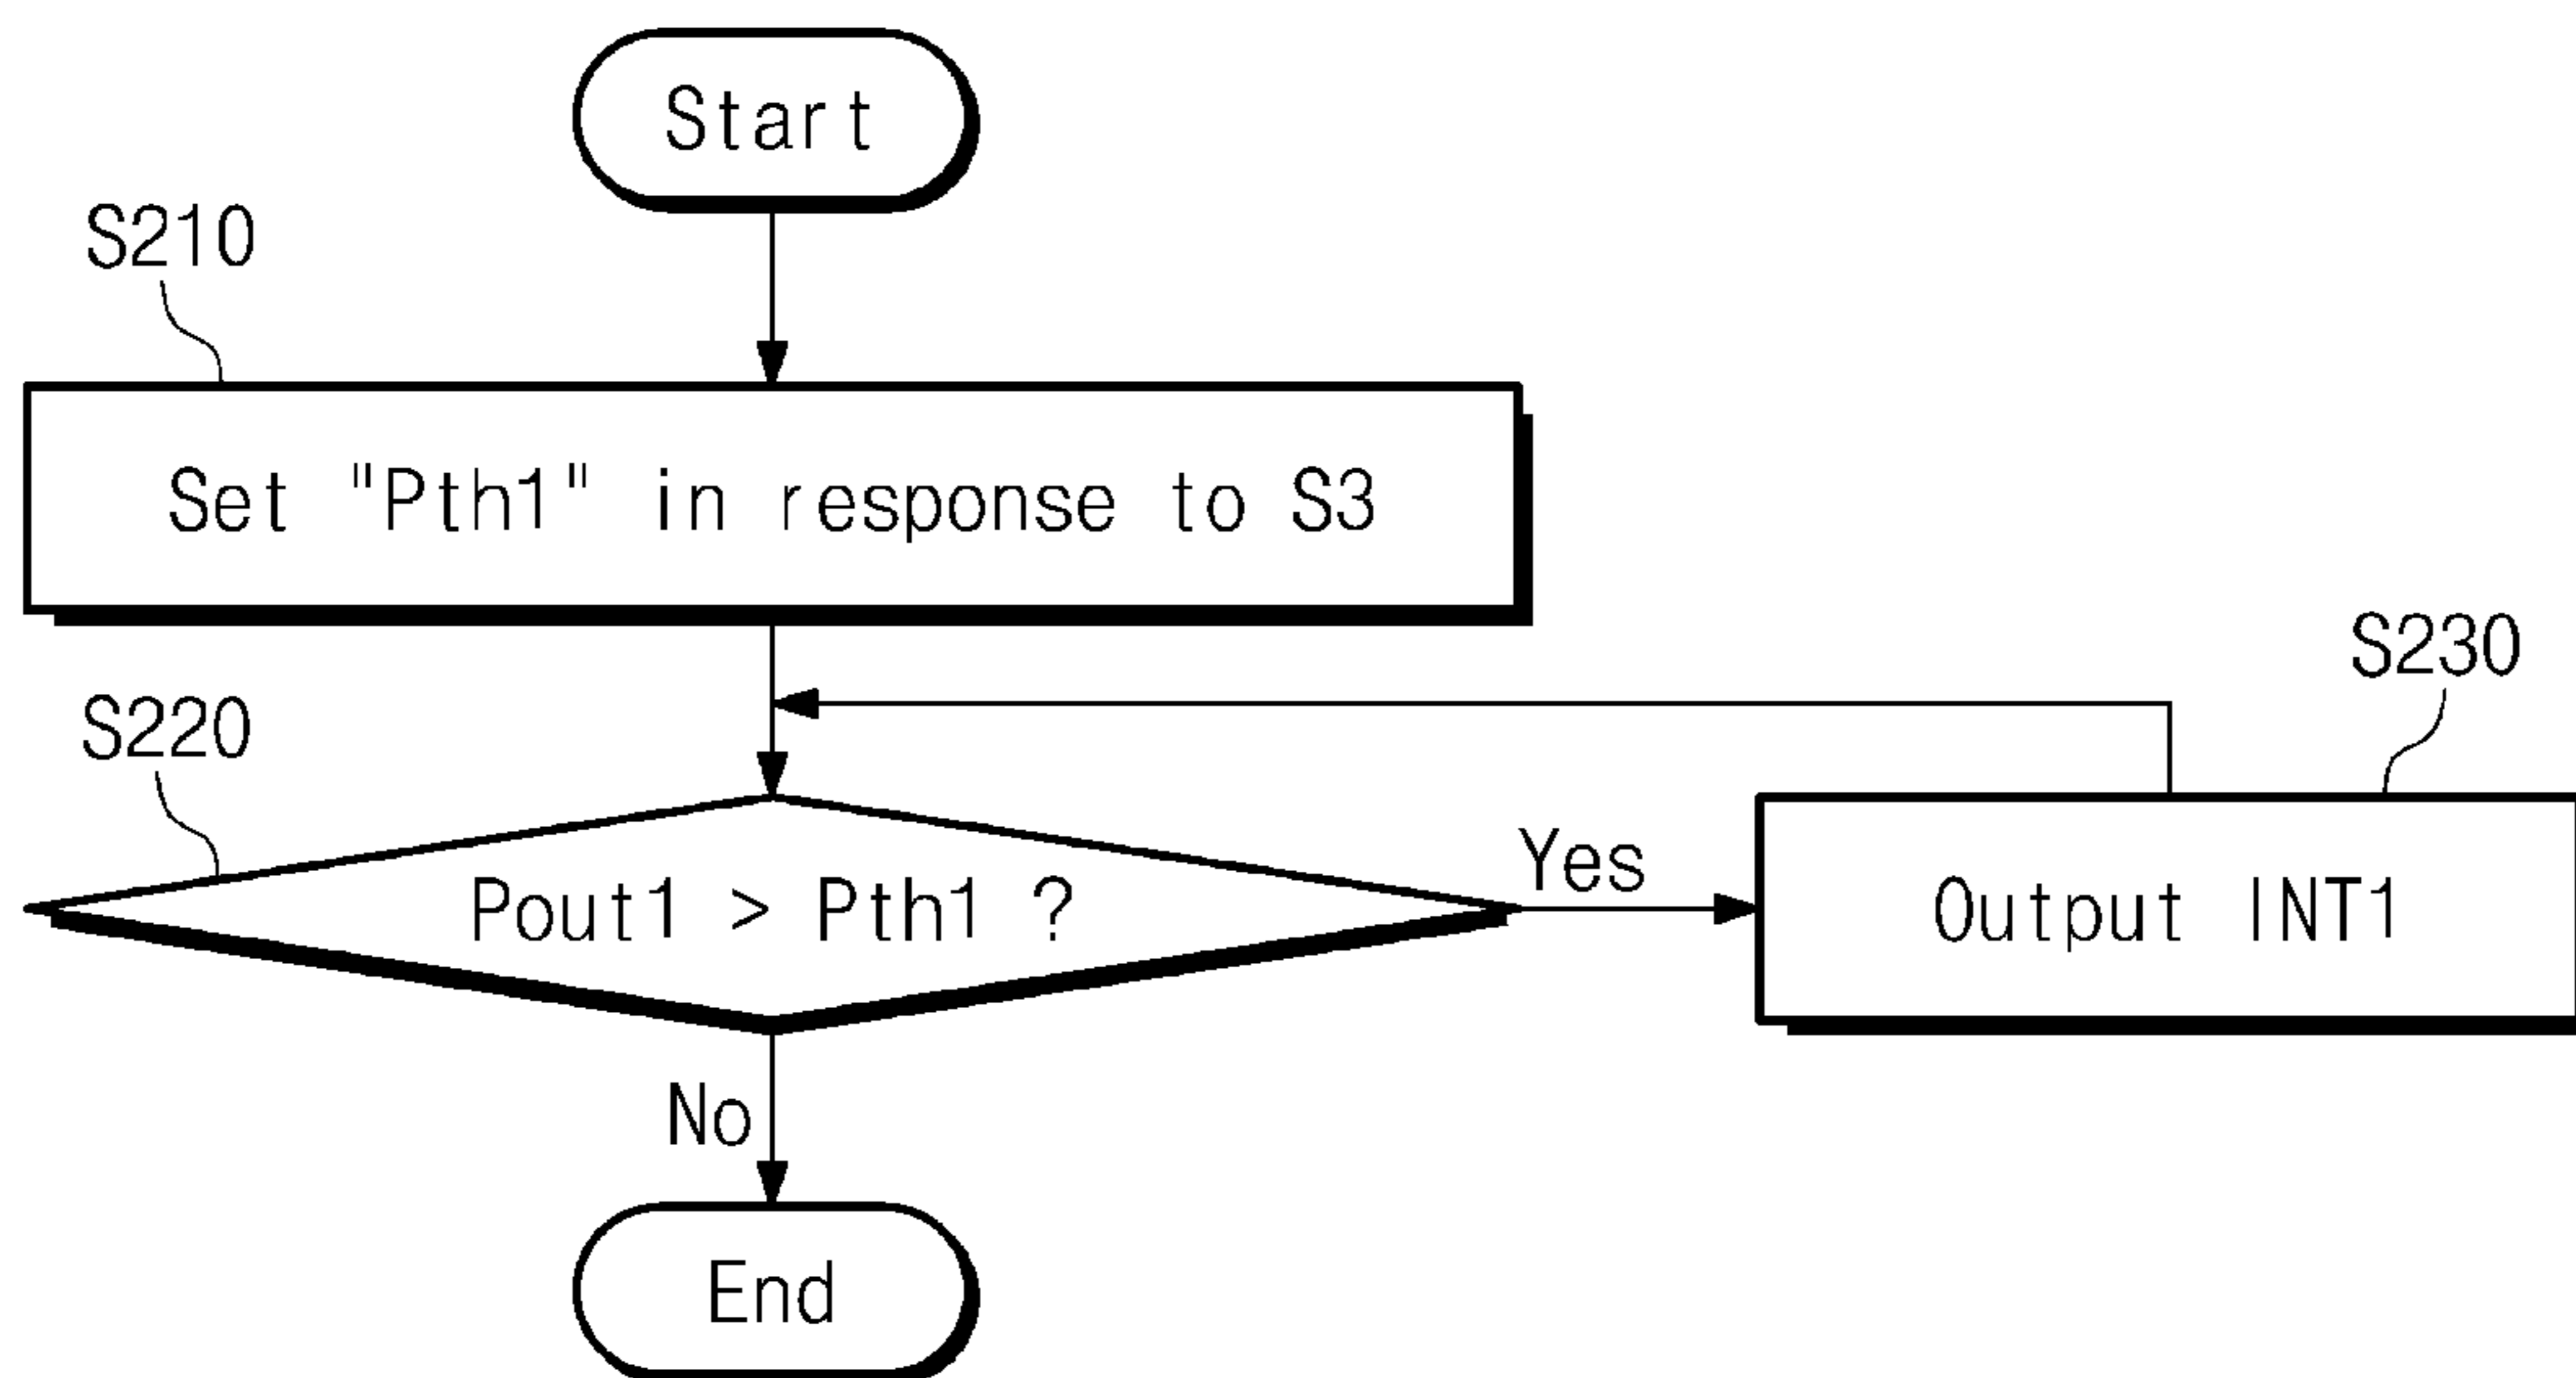 Start
S210
Set "Pth1" in response to S3
S230
S220
Pout1 > Pth1 ?
Yes
Output INT1
No
End